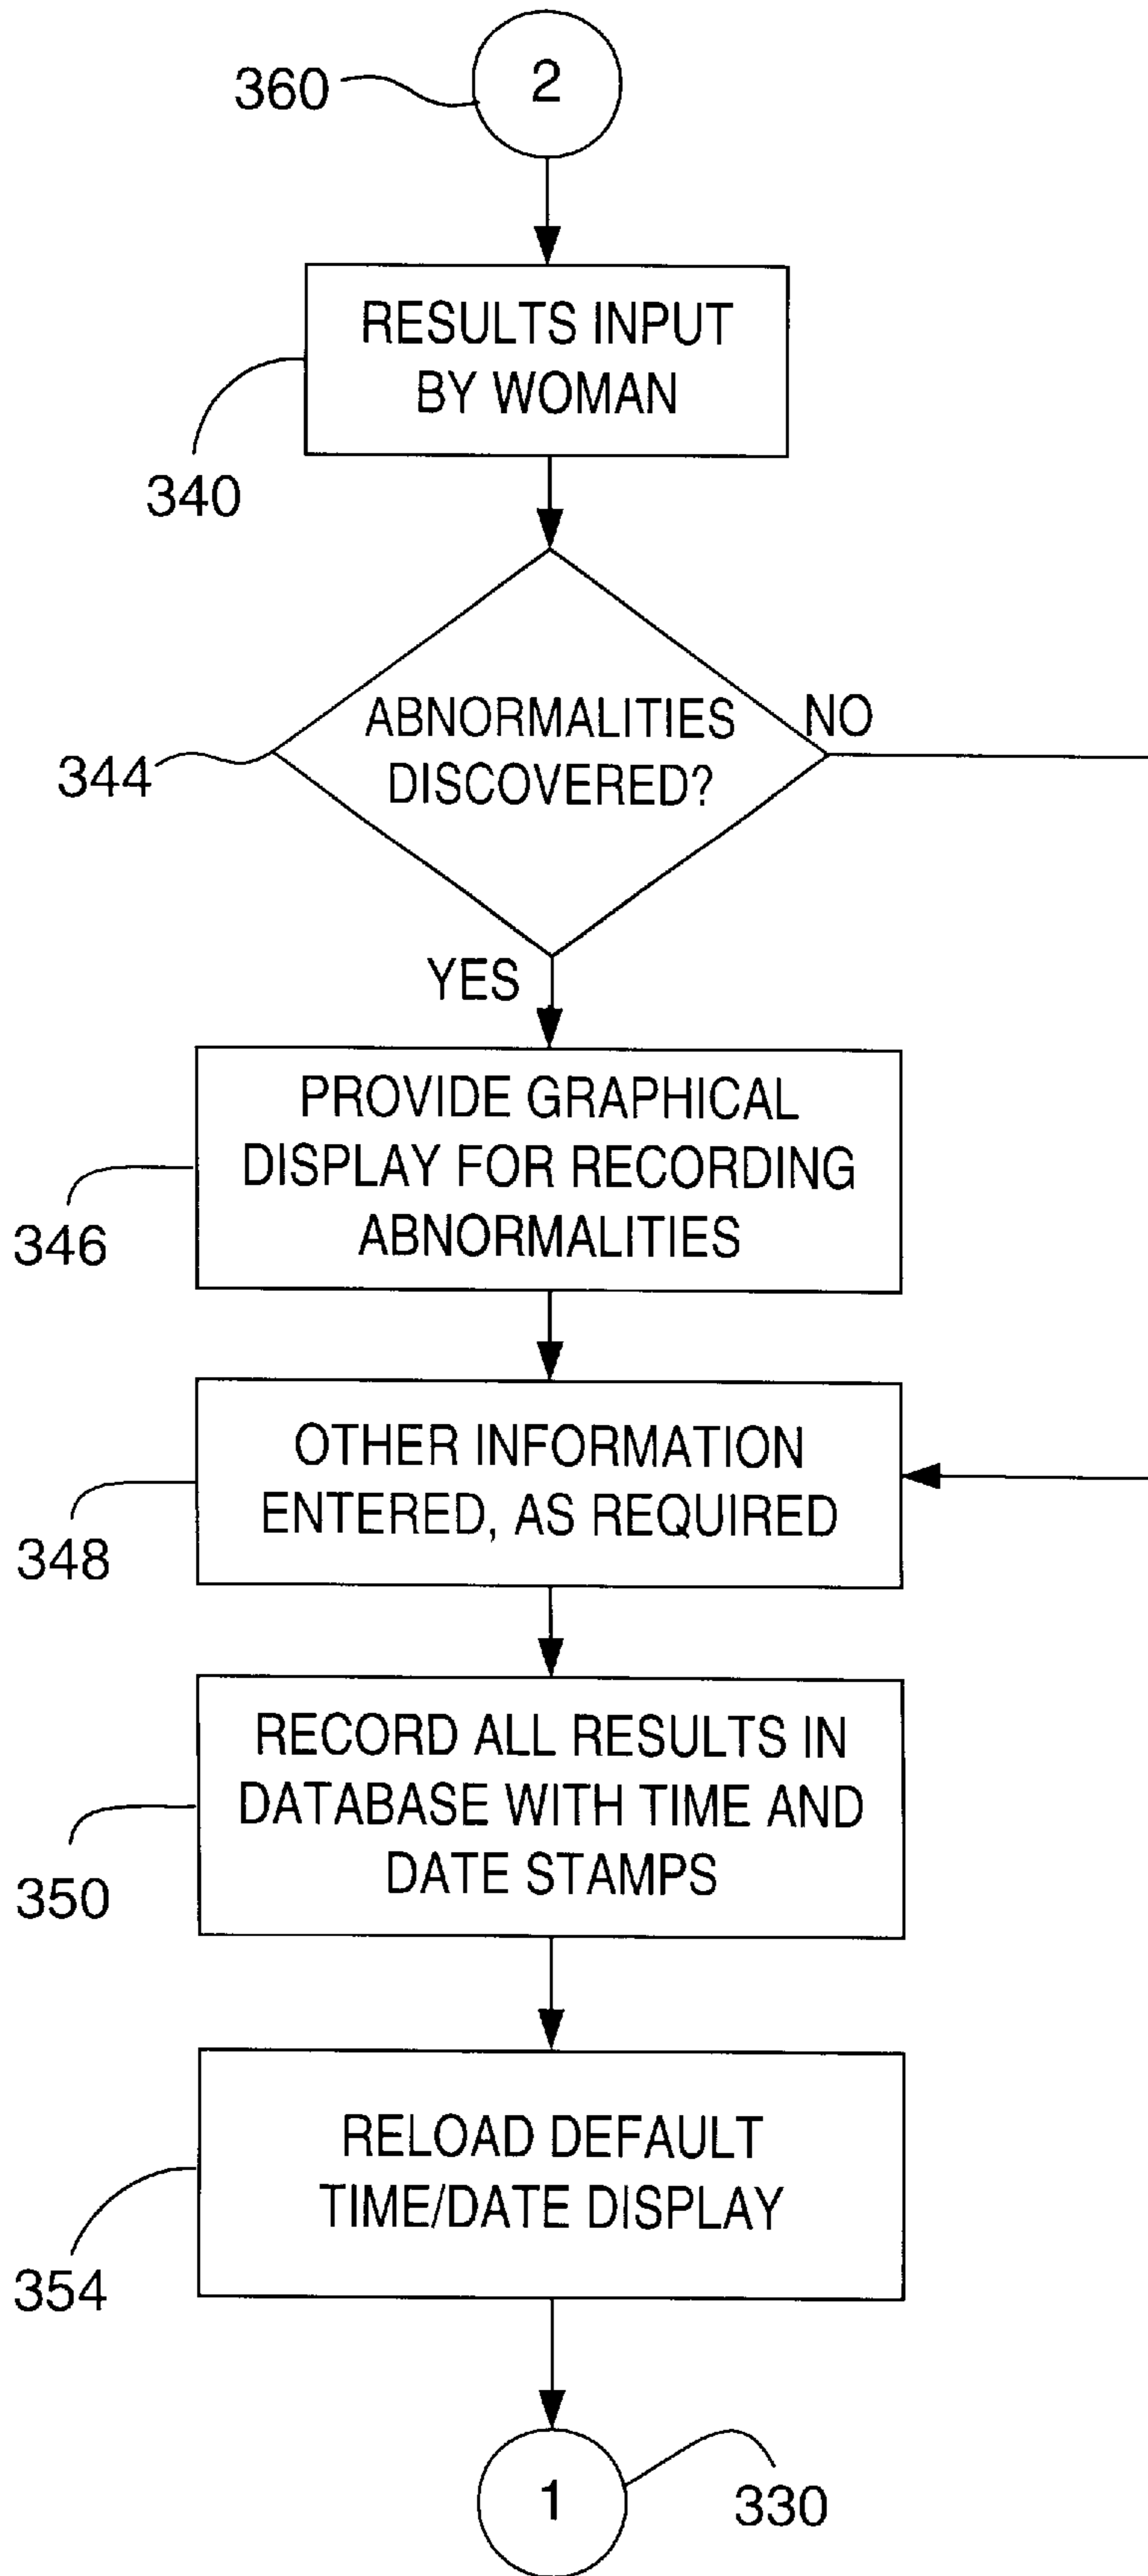 2
360
RESULTS INPUT
BY WOMAN
340
ABNORMALITIES
DISCOVERED?
NO
344
YES
PROVIDE GRAPHICAL
DISPLAY FOR RECORDING
ABNORMALITIES
346
OTHER INFORMATION
ENTERED, AS REQUIRED
348
RECORD ALL RESULTS IN
DATABASE WITH TIME AND
DATE STAMPS
350
RELOAD DEFAULT
TIME/DATE DISPLAY
354
1
330